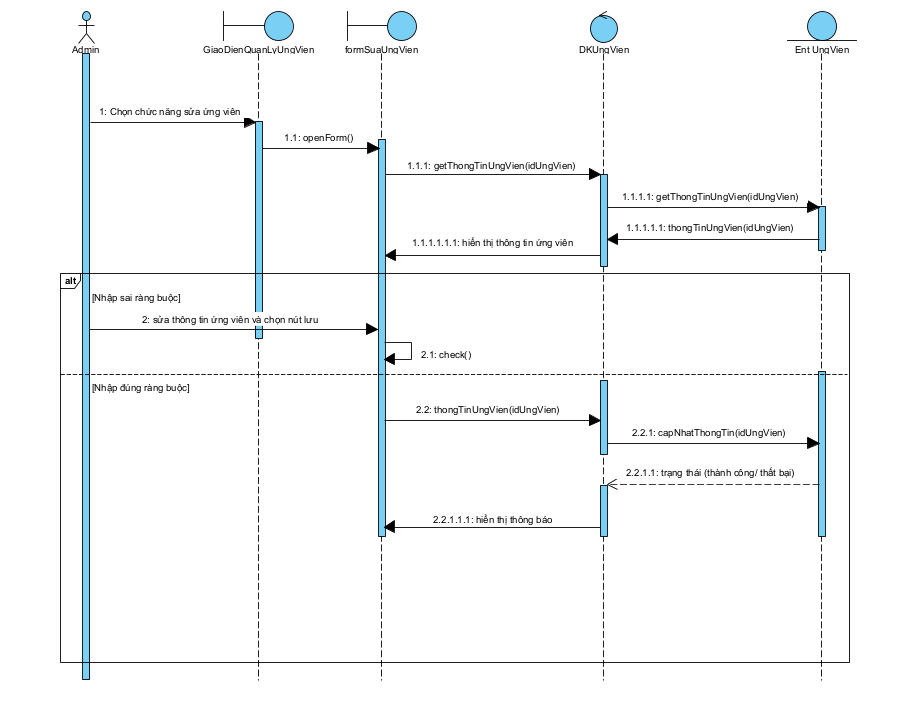 Admin
GiaoDienQuanLyUngVien
formSuaUngVien
DKUngVien
Ent UngVien
1: Chọn chức năng sửa ứng viên
1.1: openForm()
1.1.1: getThongTinUngVien(idUngVien)
1.1.1.1: getThongTinUngVien(idUngVien)
1.1.1.1.1: thongTinUngVien(idUngVien)
1.1.1.1.1.1: hiển thị thông tin ứng viên
alt
[Nhập sai ràng buộc]
2: sửa thông tin ứng viên và chọn nút lưu
2.1: check()
[Nhập đúng ràng buộc]
2.2: thongTinUngVien(idUngVien)
2.2.1: capNhatThongTin(idUngVien)
2.2.1.1: trạng thái (thành công/ thất bại)
2.2.1.1.1: hiển thị thông báo